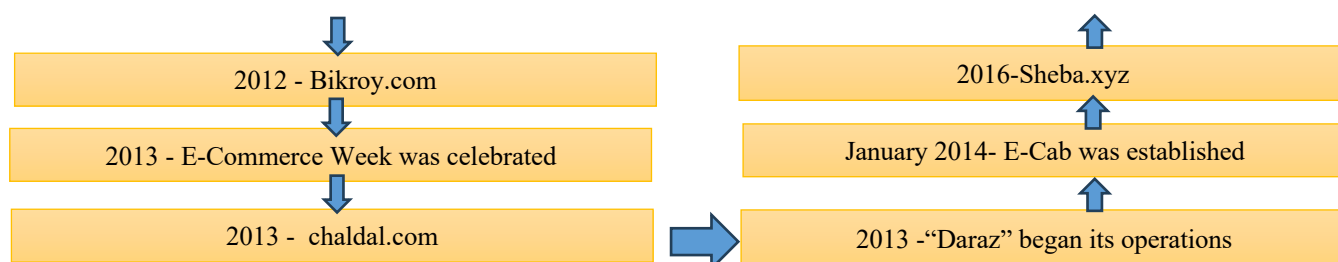 2012 - Bikroy.com
2013 - E-Commerce Week was celebrated
2013 -  chaldal.com
2013 -“Daraz” began its operations
January 2014- E-Cab was established
2016-Sheba.xyz